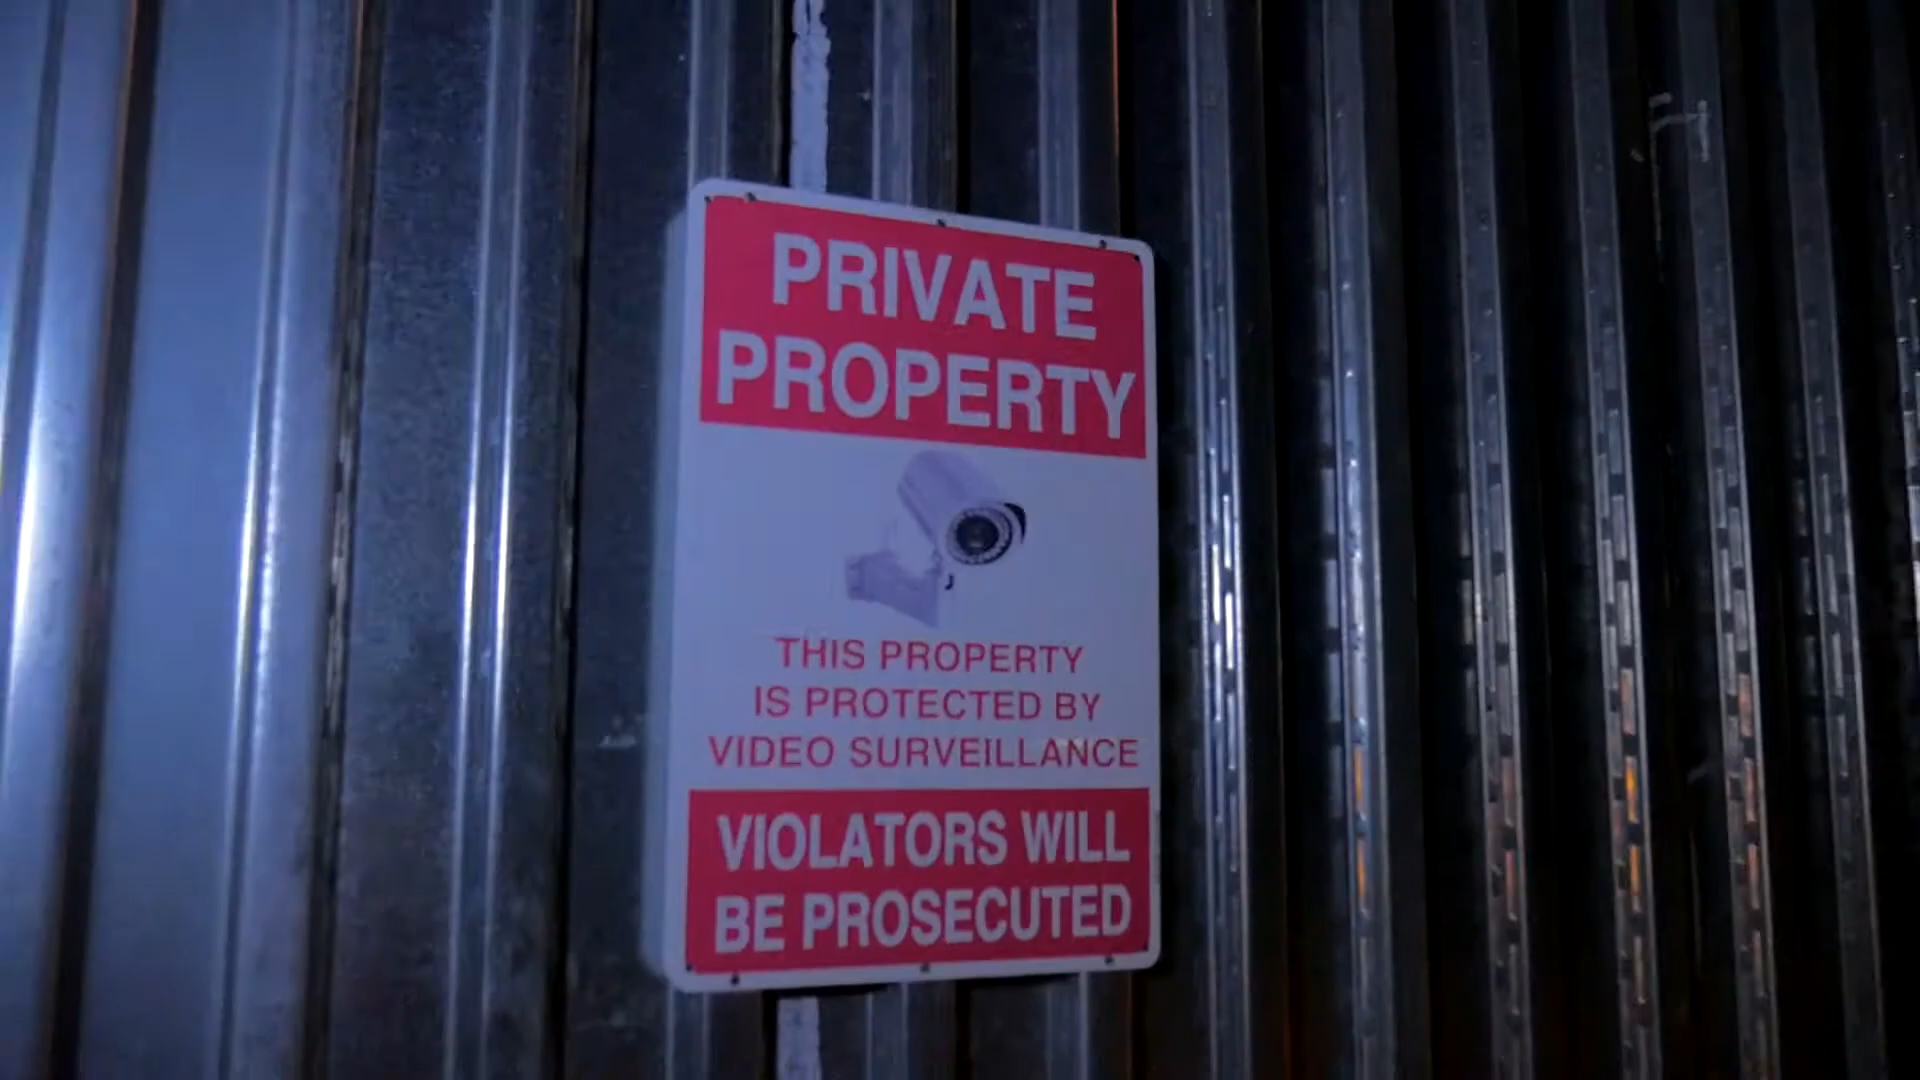 PRIVATE
PROPERTY
THIS PROPERTY
IS PROTECTED BY
VIDEO SURVEILLANCE
VIOLATORS WILL
BE PROSECUTED